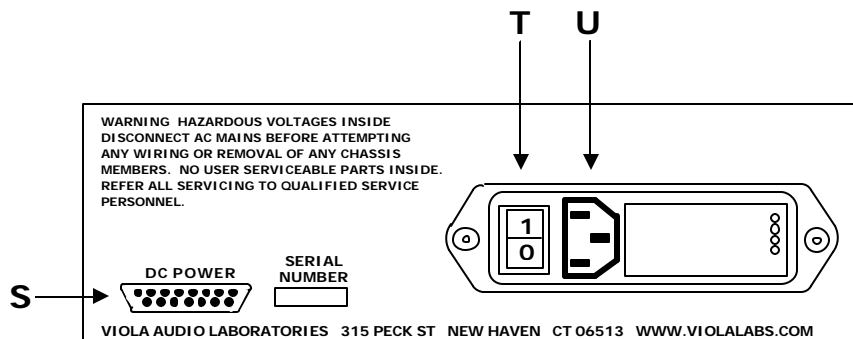 T U
WARNING HAZARDOUS VOLTAGES INSIDE
DISCONNECT AC MAINS BEFORE ATTEMPTING
ANY WIRING OR REMOVAL OF ANY CHASSIS
MEMBERS. NO USER SERVICEABLE PARTS INSIDE.
REFER ALL SERVICING TO QUALIFIED SERVICE
PERSONNEL.
1
0
SERIAL
NUMBER
DC POWER
S
VIOLA AUDIO LABORATORIES 315 PECK ST NEW HAVEN CT 06513 WWW.VIOLALABS.COM